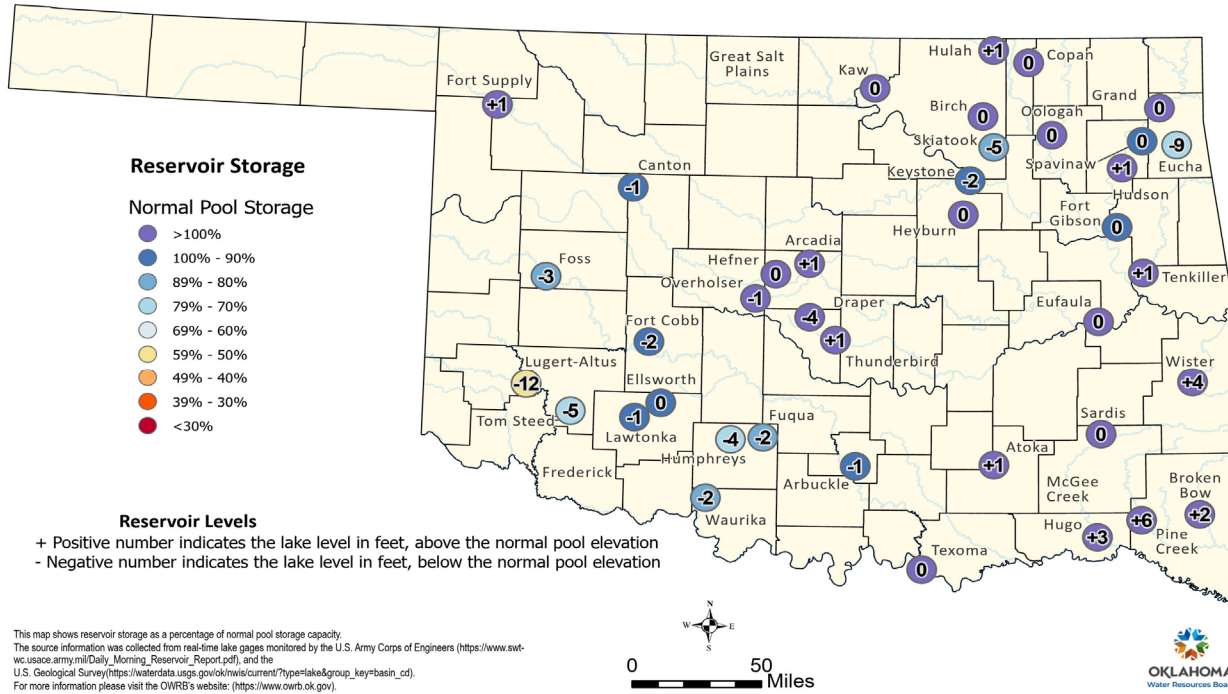 Hulah
+1
0
Copan
Great Salt
Plains
Kaw
0
Fort Supply
+1
Grand
0
Birch
0
Oologah
0
Skiatook
-5
0
-9
Spavinaw
Eucha
+1
Hudson
Reservoir Storage
Canton
-1
Keystone
-2
Normal Pool Storage
>100%
100% - 90%
89% - 80%
79% - 70%
69% - 60%
59% - 50%
49% - 40%
39% - 30%
<30%
0
Heyburn
Fort
Gibson
0
Arcadia
+1
Hefner
0
Foss
-3
Overholser
-1
+1
Tenkiller
Draper
-4
Eufaula
0
Fort Cobb
-2
+1
Thunderbird
Lugert-Altus
-12
Wister
+4
Ellsworth
0
-5
Tom Steed
-1
Lawtonka
Fuqua
-4
-2
Humphreys
Sardis
0
Atoka
+1
-1
Arbuckle
Frederick
McGee
Creek
Broken
Bow
+2
-2
Waurika
Hugo
+3
+6
Pine
Creek
Texoma
0
Reservoir Levels
+ Positive number indicates the lake level in feet, above the normal pool elevation
- Negative number indicates the lake level in feet, below the normal pool elevation
N
W
E
S
This map shows reservoir storage as a percentage of normal pool storage capacity.
The source information was collected from real-time lake gages monitored by the U.S. Army Corps of Engineers (https://www.swt-
wc.usace.army.mil/Daily_Morning_Reservoir_Report.pdf), and the
U.S. Geological Survey(https://waterdata.usgs.gov/ok/nwis/current/?type=lake&group_key=basin_cd).
For more information please visit the OWRB's website: (https://www.owrb.ok.gov).
0
50
Miles
OKLAHOMA
Water Resources Boa